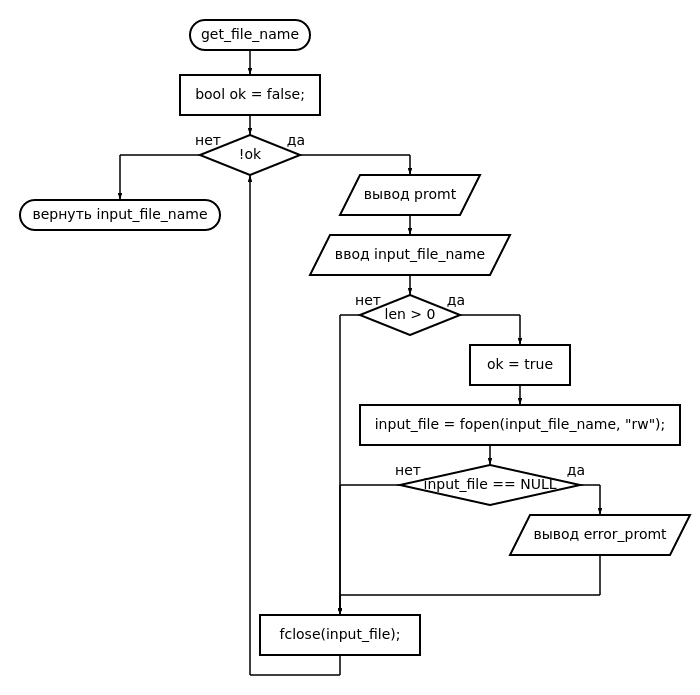 get_file_name
bool ok = false;
нет
да
!ok
вывод promt
вернуть input_file_name
ввод input_file_name
нет
да
len > 0
ok = true
input_file = fopen(input_file_name, "rw");
нет
да
input_file == NULL
вывод error_promt
fclose(input_file);